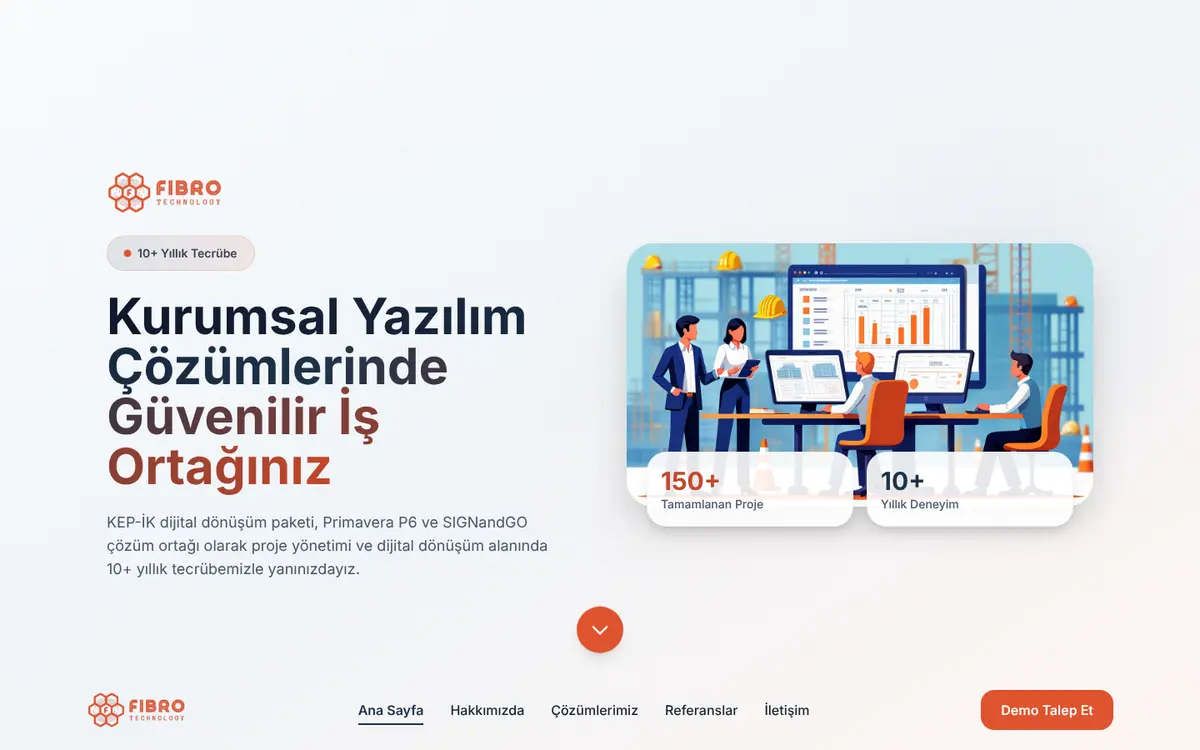 FIBRO
TECHNOLOGY
10+ Yıllık Tecrübe
Kurumsal Yazılım
Çözümlerinde
Güvenilir İş
Ortağınız
KEP-İK dijital dönüşüm paketi, Primavera P6 ve SIGNandGO
çözüm ortağı olarak proje yönetimi ve dijital dönüşüm alanında
10+ yıllık tecrübemizle yanınızdayız.
150+
Tamamlanan Proje
10+
Yıllık Deneyim
FIBRO
TECHNOLOGY
Ana Sayfa
Hakkımızda
Çözümlerimiz
Referanslar
İletişim
Demo Talep Et